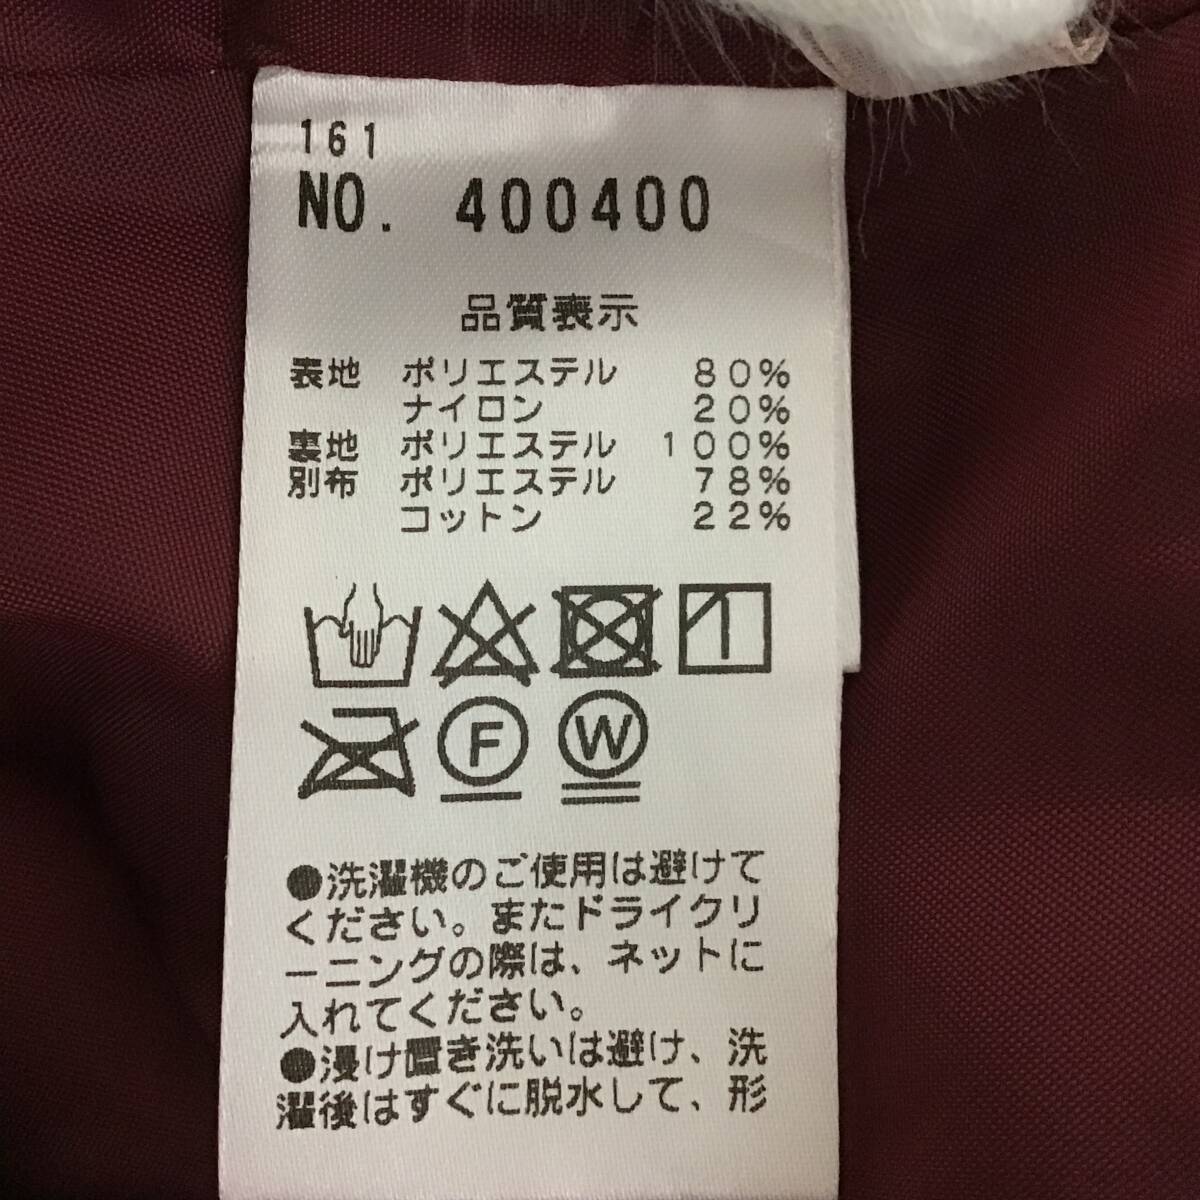 161
NO. 400400
品質表示
表地 ポリエステル 80%
ナイロン 20%
裏地 ポリエステル 100%
別布 ポリエステル 78%
コットン 22%
F W
●洗濯機のご使用は避けて
ください。またドライクリ
ーニングの際は、ネットに
入れてください。
●浸け置き洗いは避け、洗
濯後はすぐに脱水して、形